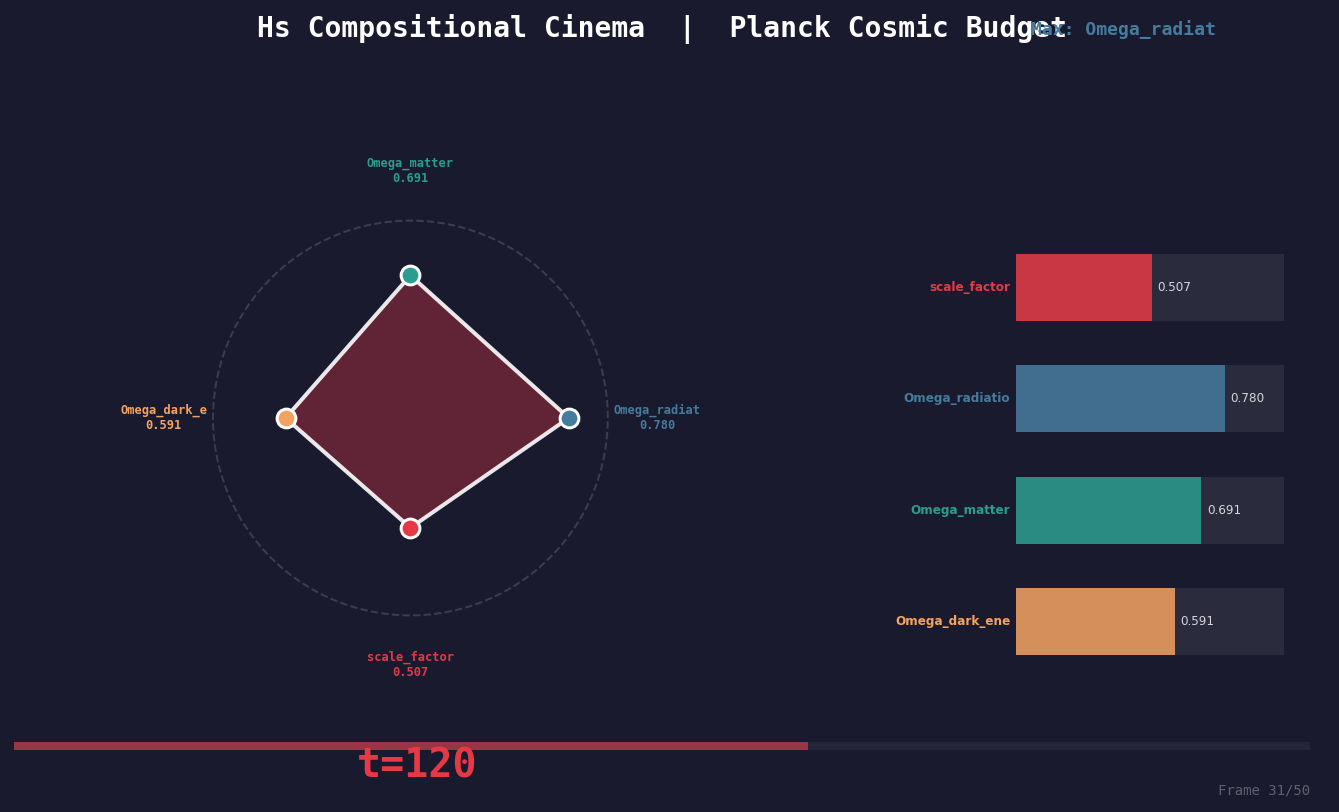 Hs Compositional Cinema | Planck Cosmic Budget
Max: Omega_radiat
Omega_matter
0.691
Omega_dark_e
0.591
Omega_radiat
0.780
scale_factor
0.507
scale_factor 0.507
Omega_radiatio 0.780
Omega_matter 0.691
Omega_dark_ene 0.591
t=120
Frame 31/50